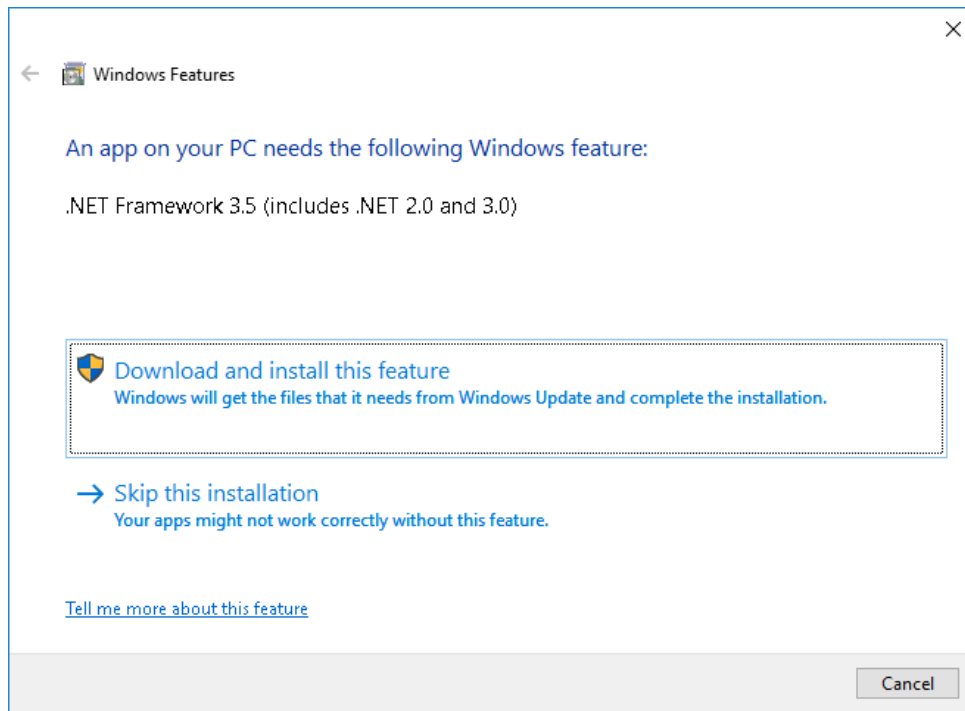 Windows Features
An app on your PC needs the following Windows feature:
.NET Framework 3.5 (includes .NET 2.0 and 3.0)
Download and install this feature
Windows will get the files that it needs from Windows Update and complete the installation.
Skip this installation
Your apps might not work correctly without this feature.
Tell me more about this feature
Cancel